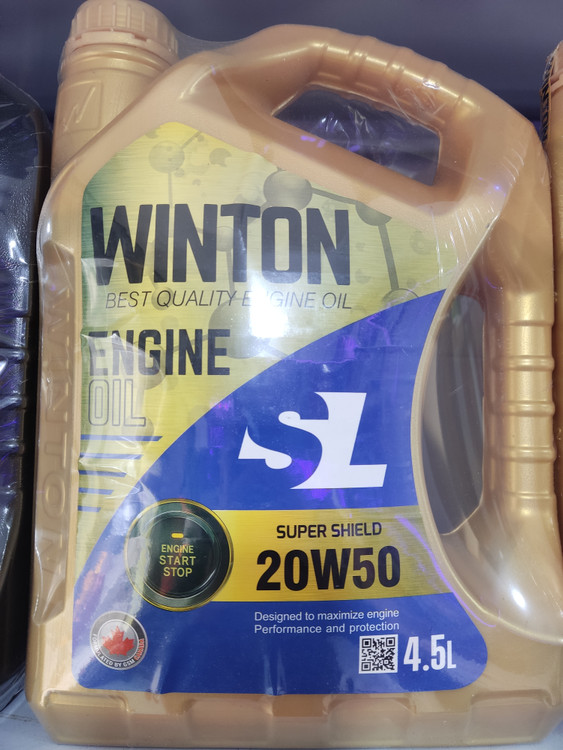 WINTON
BEST QUALITY ENGINE OIL
ENGINE
OIL
SL
SUPER SHIELD
20W50
ENGINE
START
STOP
Designed to maximize engine
Performance and protection
4.5L